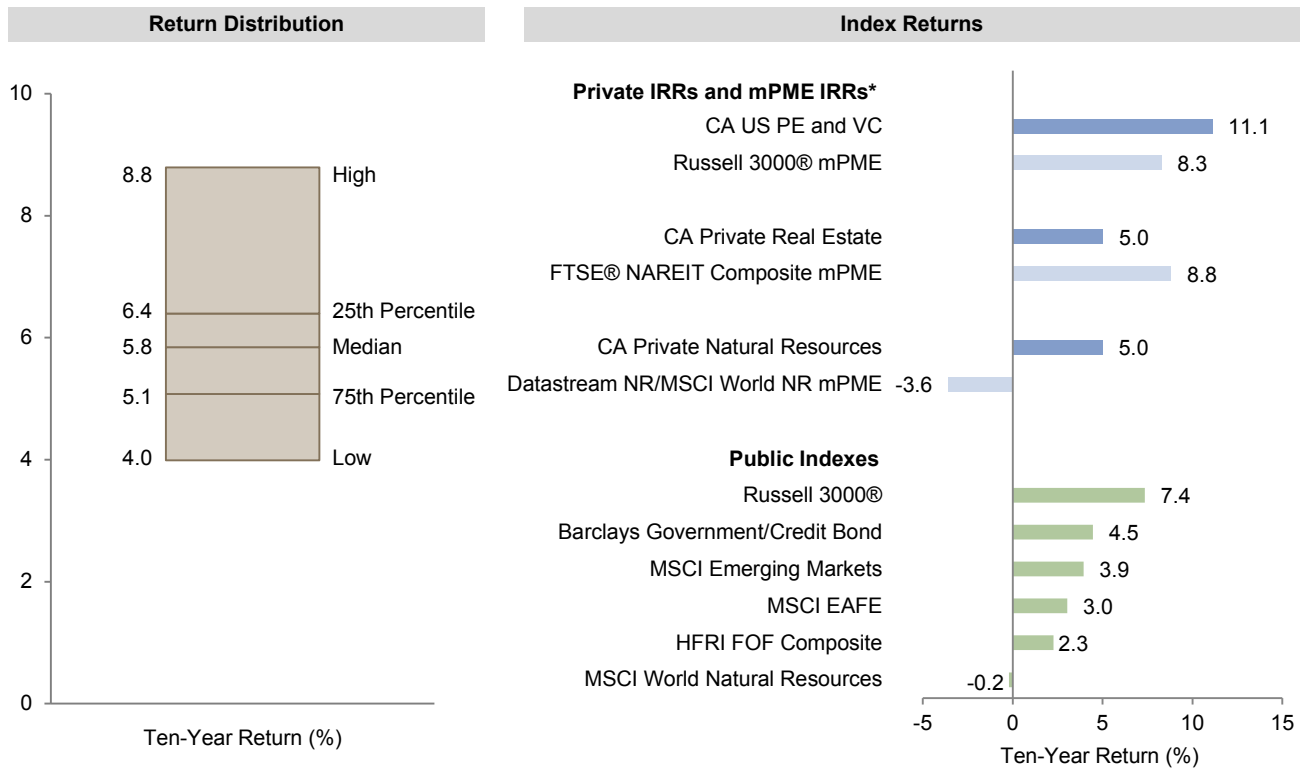 Return Distribution
10
8
6
4
2
0
8.8 High
6.4 25th Percentile
5.8 Median
5.1 75th Percentile
4.0 Low
Ten-Year Return (%)
Index Returns
Private IRRs and mPME IRRs*
CA US PE and VC 11.1
Russell 3000® mPME 8.3
CA Private Real Estate 5.0
FTSE® NAREIT Composite mPME 8.8
CA Private Natural Resources 5.0
Datastream NR/MSCI World NR mPME -3.6
Public Indexes
Russell 3000® 7.4
Barclays Government/Credit Bond 4.5
MSCI Emerging Markets 3.9
MSCI EAFE 3.0
HFRI FOF Composite 2.3
MSCI World Natural Resources -0.2
-5 0 5 10 15
Ten-Year Return (%)